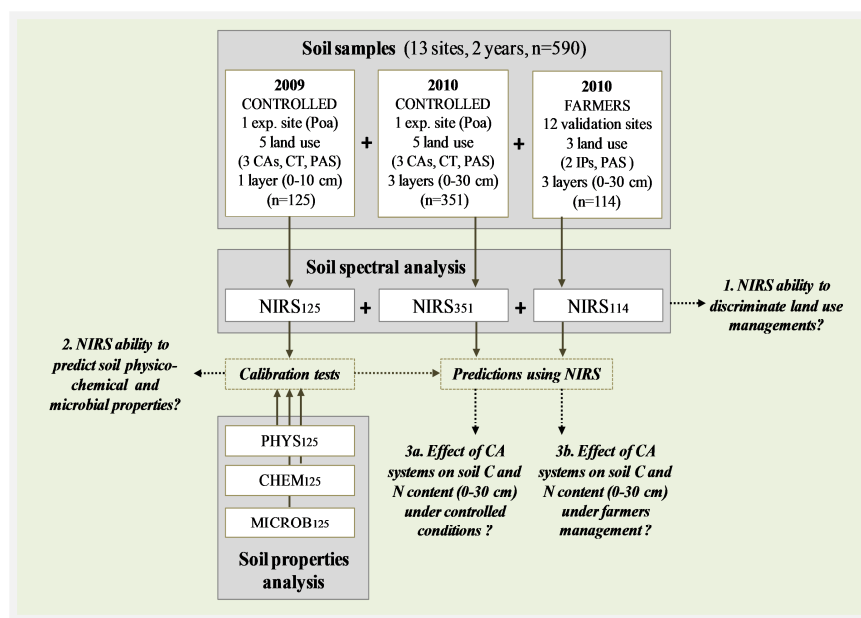 Soil samples (13 sites, 2 years, n=590)
2009
CONTROLLED
1 exp. site (Poa)
5 land use
(3 CAs, CT, PAS)
1 layer (0-10 cm)
(n=125)
+
2010
CONTROLLED
1 exp. site (Poa)
5 land use
(3 CAs, CT, PAS)
3 layers (0-30 cm)
(n=351)
+
2010
FARMERS
12 validation sites
3 land use
(2 IPs, PAS )
3 layers (0-30 cm)
(n=114)
Soil spectral analysis
NIRS125
+
NIRS351
+
NIRS114
1. NIRS ability to
discriminate land use
managements?
2. NIRS ability to
predict soil physico-
chemical and
microbial properties?
Calibration tests
Predictions using NIRS
PHYS125
CHEM125
MICROB125
Soil properties
analysis
3a. Effect of CA
systems on soil C and
N content (0-30 cm)
under controlled
conditions ?
3b. Effect of CA
systems on soil C and
N content (0-30 cm)
under farmers
management ?